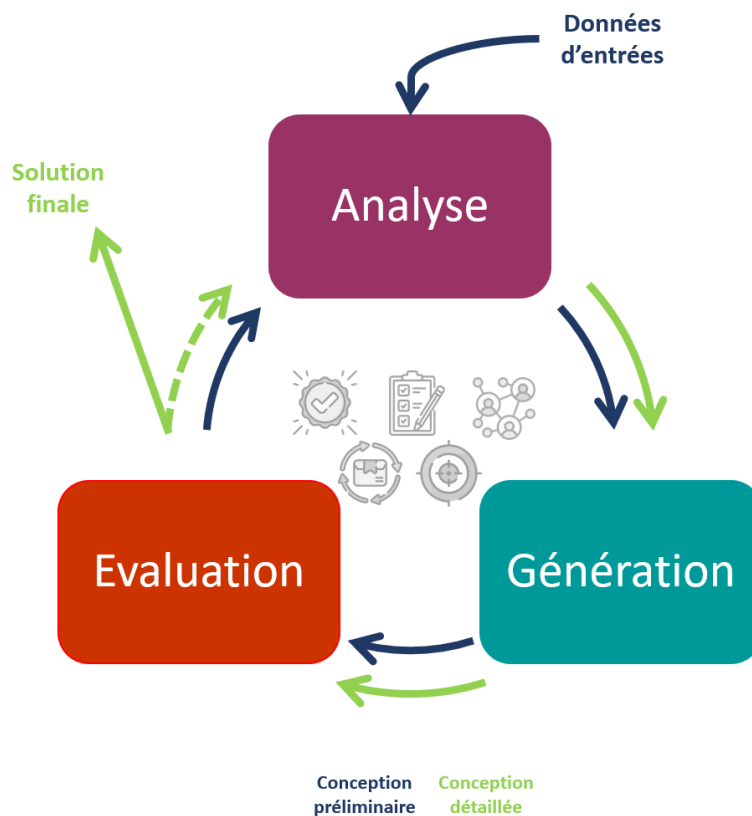 Données
d’entrées
Analyse
Solution
finale
Evaluation
Génération
Conception
préliminaire
Conception
détaillée